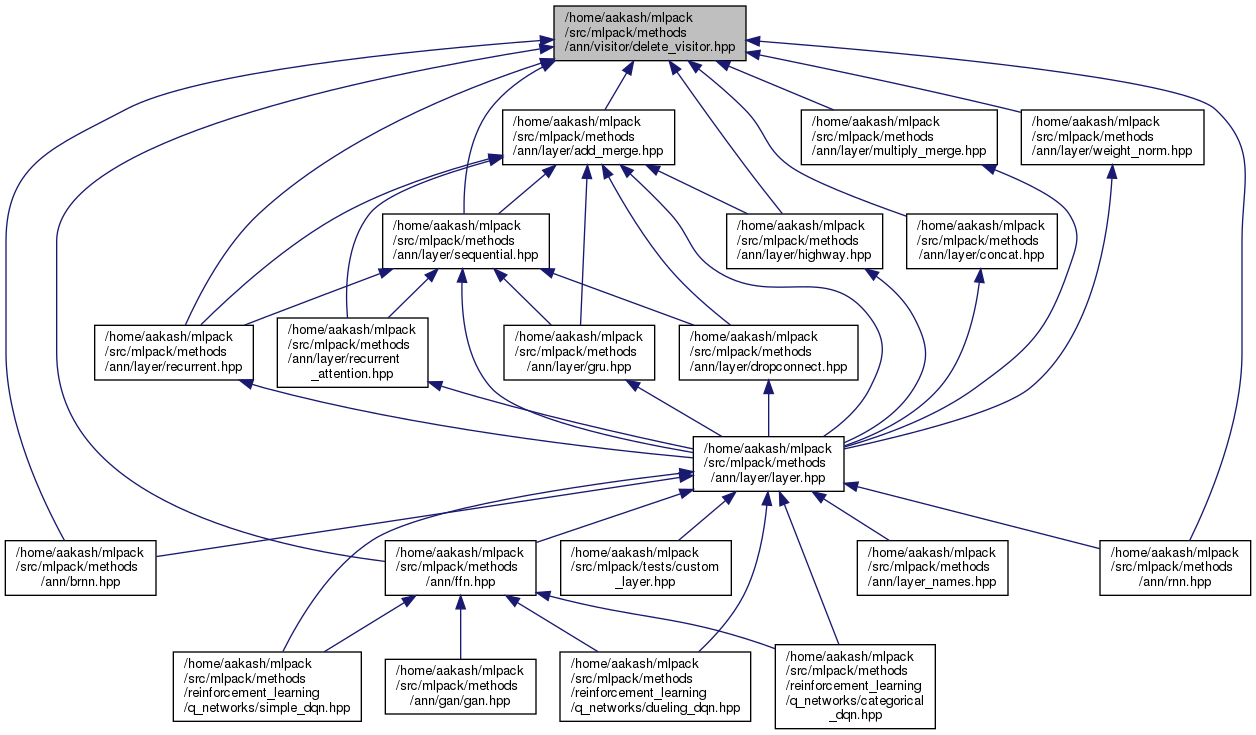 /home/aakash/mlpack
/src/mlpack/methods
/ann/visitor/delete_visitor.hpp
/home/aakash/mlpack
/src/mlpack/methods
/ann/layer/add_merge.hpp
/home/aakash/mlpack
/src/mlpack/methods
/ann/layer/multiply_merge.hpp
/home/aakash/mlpack
/src/mlpack/methods
/ann/layer/weight_norm.hpp
/home/aakash/mlpack
/src/mlpack/methods
/ann/layer/sequential.hpp
/home/aakash/mlpack
/src/mlpack/methods
/ann/layer/highway.hpp
/home/aakash/mlpack
/src/mlpack/methods
/ann/layer/concat.hpp
/home/aakash/mlpack
/src/mlpack/methods
/ann/layer/recurrent.hpp
/home/aakash/mlpack
/src/mlpack/methods
/ann/layer/recurrent
_attention.hpp
/home/aakash/mlpack
/src/mlpack/methods
/ann/layer/gru.hpp
/home/aakash/mlpack
/src/mlpack/methods
/ann/layer/dropconnect.hpp
/home/aakash/mlpack
/src/mlpack/methods
/ann/layer/layer.hpp
/home/aakash/mlpack
/src/mlpack/methods
/ann/brnn.hpp
/home/aakash/mlpack
/src/mlpack/methods
/ann/ffn.hpp
/home/aakash/mlpack
/src/mlpack/tests/custom
_layer.hpp
/home/aakash/mlpack
/src/mlpack/methods
/ann/layer_names.hpp
/home/aakash/mlpack
/src/mlpack/methods
/ann/rnn.hpp
/home/aakash/mlpack
/src/mlpack/methods
/reinforcement_learning
/q_networks/simple_dqn.hpp
/home/aakash/mlpack
/src/mlpack/methods
/ann/gan/gan.hpp
/home/aakash/mlpack
/src/mlpack/methods
/reinforcement_learning
/q_networks/dueling_dqn.hpp
/home/aakash/mlpack
/src/mlpack/methods
/reinforcement_learning
/q_networks/categorical
_dqn.hpp